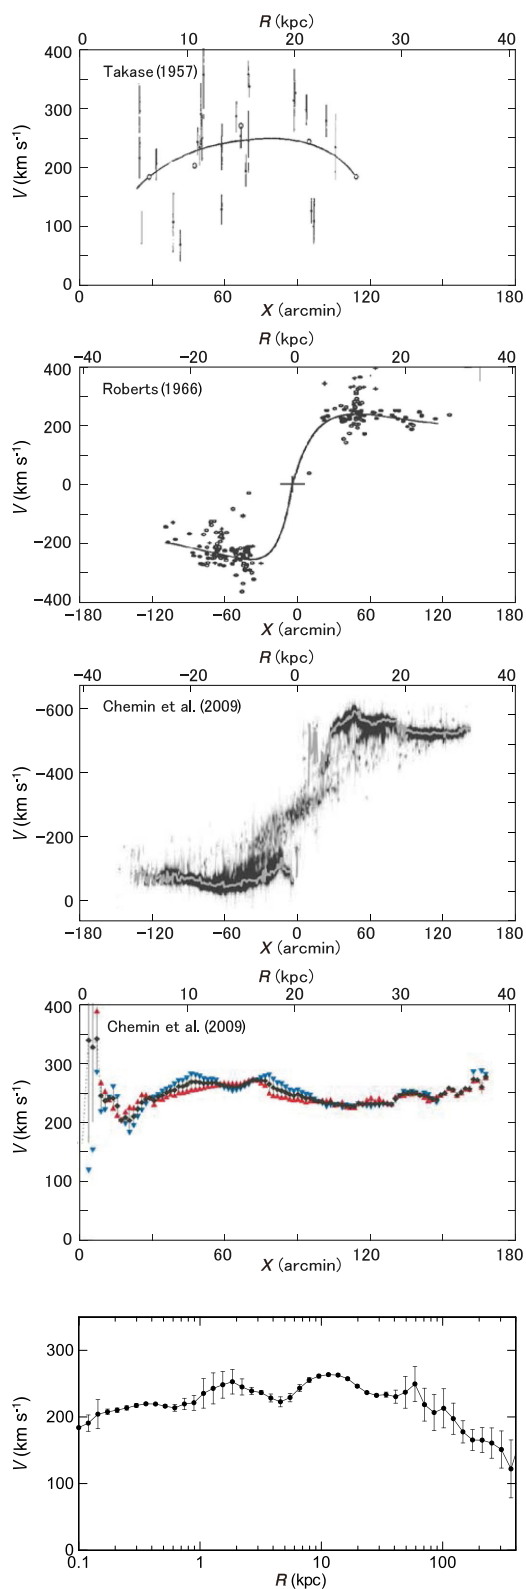 R (kpc)
0 5 10 15 20 25 30
400
Takase (1957)
300
V (km s-1)
200
100
0
0 60 120 180
X (arcmin)
R (kpc)
−40 −20 0 20 40
400
Roberts (1966)
200
V (km s-1)
0
−200
−400
−180 −120 −60 0 60 120 180
X (arcmin)
R (kpc)
−40 −20 0 20 40
−600
Chemin et al. (2009)
V (km s-1)
−400
−200
0
−180 −120 −60 0 60 120 180
X (arcmin)
R (kpc)
0 10 20 30 40
400
Chemin et al. (2009)
300
V (km s-1)
200
100
0
0 60 120 180
X (arcmin)
300
V (km s-1)
200
100
0
0.1 1 10 100
R (kpc)